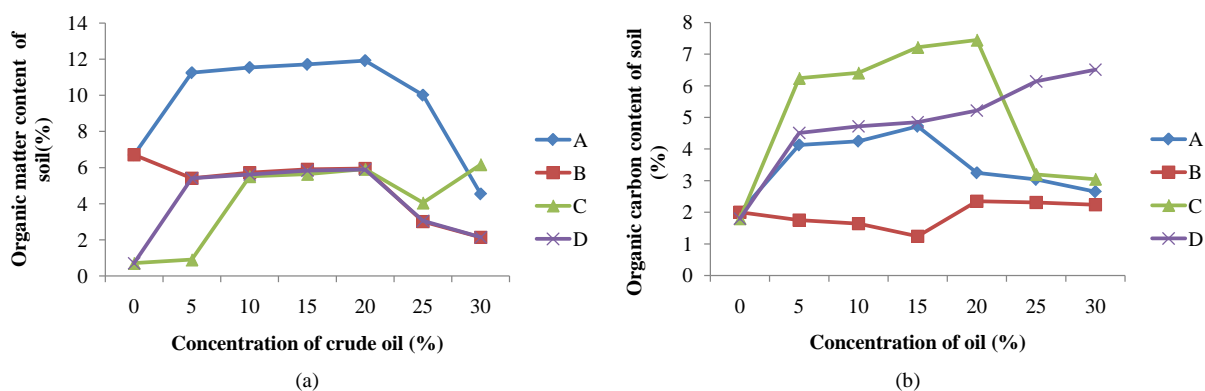 Organic matter content of
soil(%)
14
12
10
8
6
4
2
0
0 5 10 15 20 25 30
Concentration of crude oil (%)
A
B
C
D
(a)
Organic carbon content of soil
(%)
8
7
6
5
4
3
2
1
0
0 5 10 15 20 25 30
Concentration of oil (%)
A
B
C
D
(b)